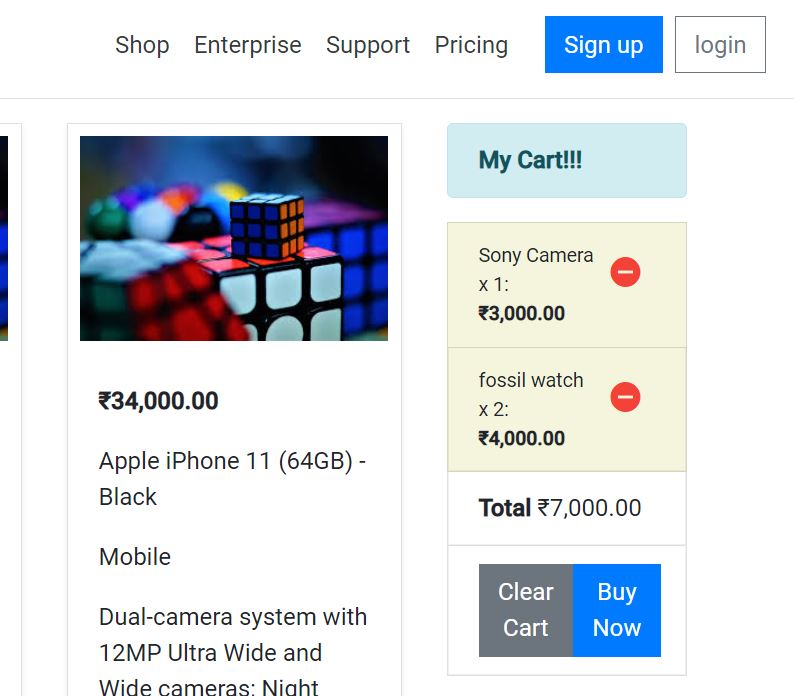 Shop Enterprise Support Pricing Sign up login
₹34,000.00
Apple iPhone 11 (64GB) -
Black
Mobile
Dual-camera system with
12MP Ultra Wide and
Wide cameras; Night
My Cart!!!
Sony Camera
x 1:
₹3,000.00
fossil watch
x 2:
₹4,000.00
Total ₹7,000.00
Clear
Cart
Buy
Now